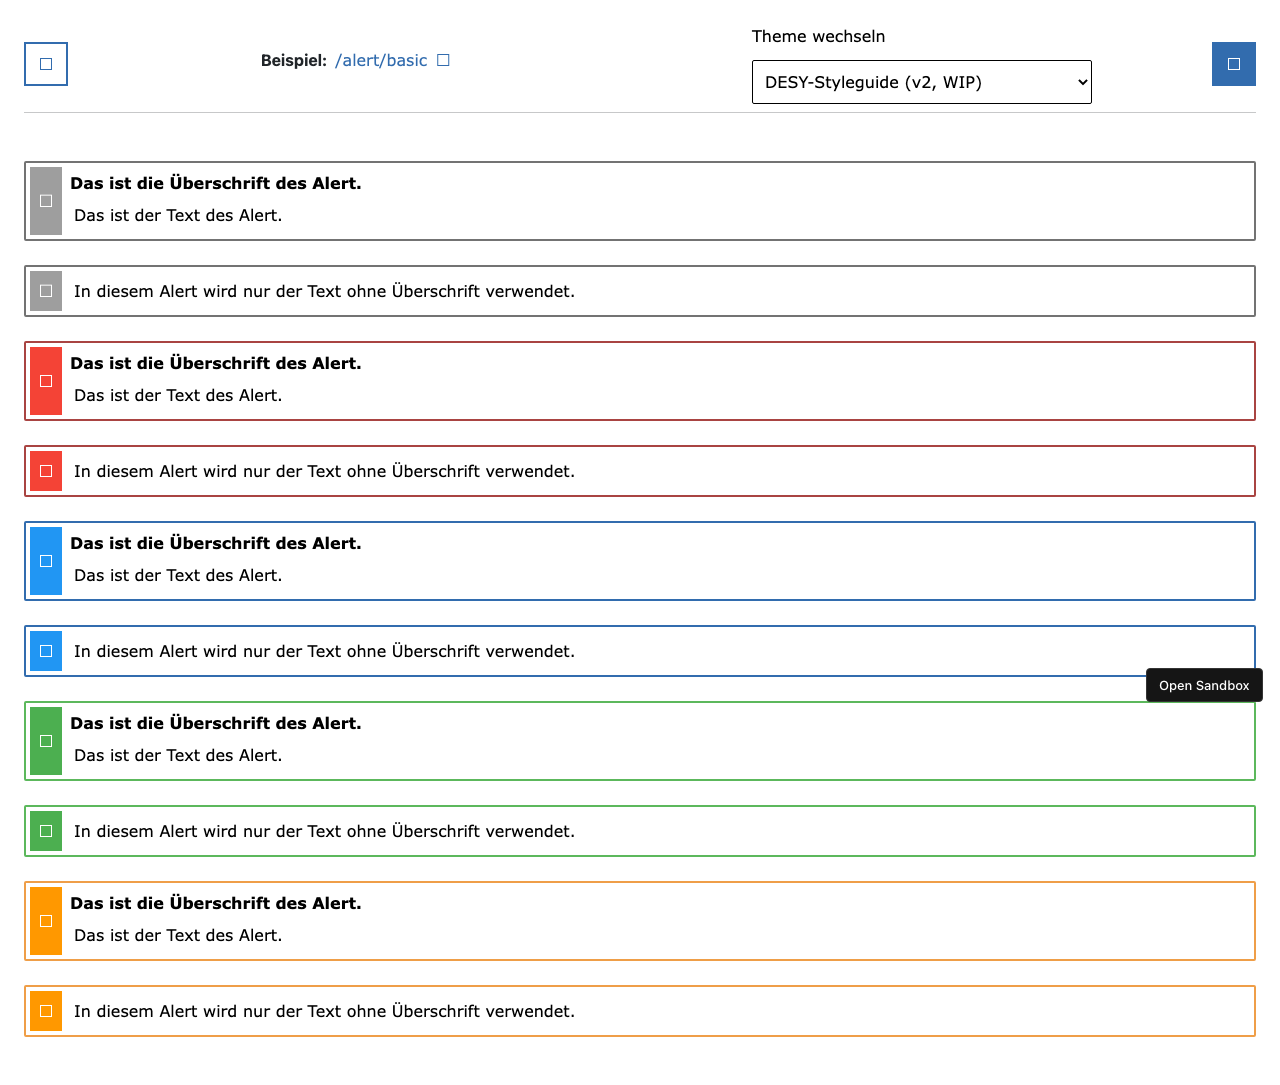 Theme wechseln
Beispiel: /alert/basic
DESY-Styleguide (v2, WIP)
Das ist die Überschrift des Alert.
Das ist der Text des Alert.
In diesem Alert wird nur der Text ohne Überschrift verwendet.
Das ist die Überschrift des Alert.
Das ist der Text des Alert.
In diesem Alert wird nur der Text ohne Überschrift verwendet.
Das ist die Überschrift des Alert.
Das ist der Text des Alert.
In diesem Alert wird nur der Text ohne Überschrift verwendet.
Open Sandbox
Das ist die Überschrift des Alert.
Das ist der Text des Alert.
In diesem Alert wird nur der Text ohne Überschrift verwendet.
Das ist die Überschrift des Alert.
Das ist der Text des Alert.
In diesem Alert wird nur der Text ohne Überschrift verwendet.